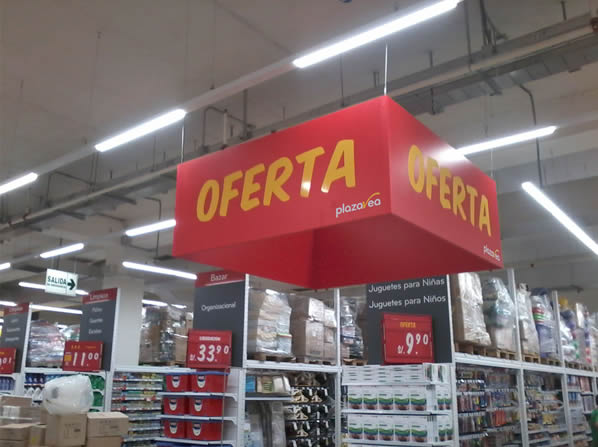 OFERTA
plazaVea
OFERTA
plazaVea
SALIDA
Limpieza
S/. 11.00
Bazar
Organizacional
S/. 33.90
Juguetes para Niñas
Juguetes para Niños
OFERTA
S/. 9.90